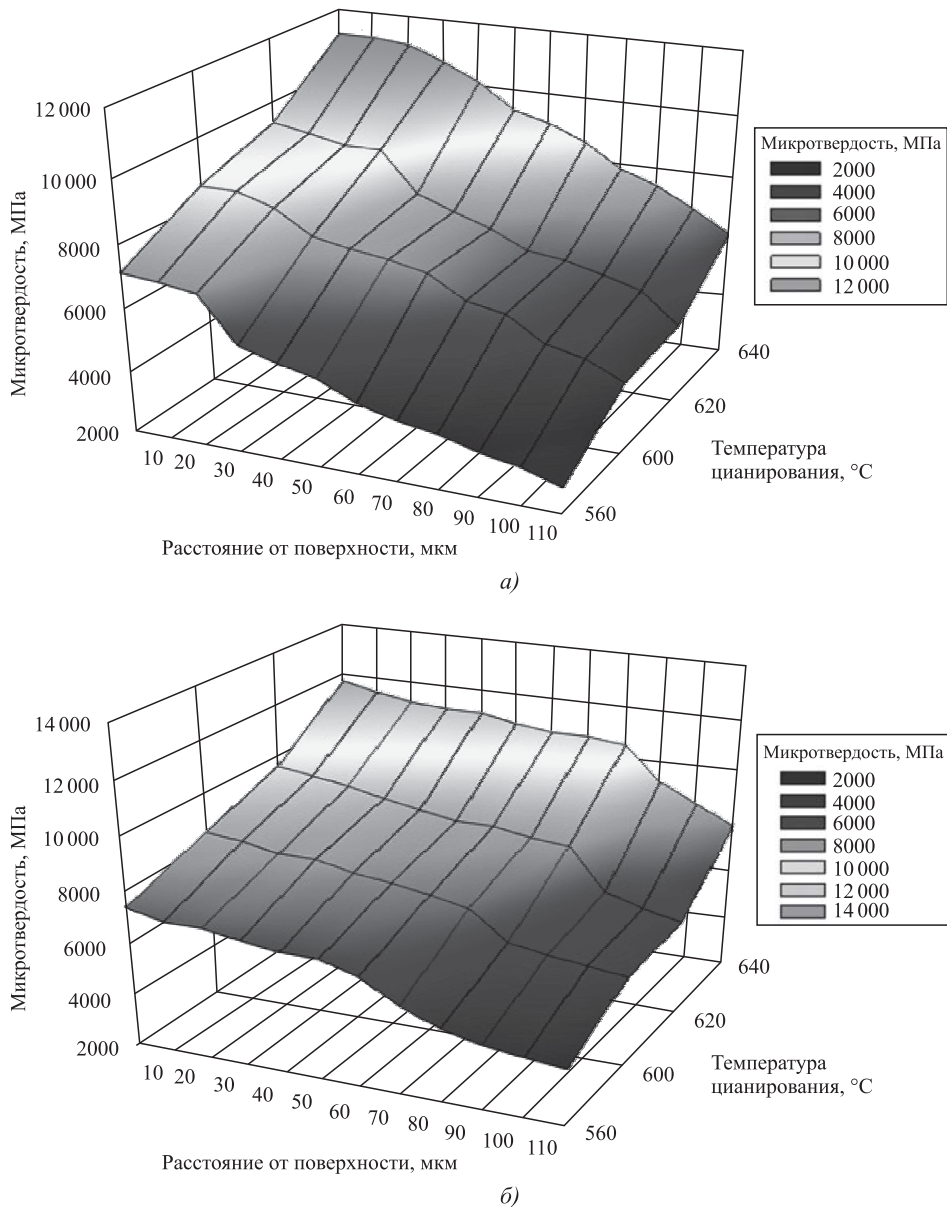 12 000
10 000
8000
6000
4000
2000
Микротвердость, МПа
10 20 30 40 50 60 70 80 90 100 110
Расстояние от поверхности, мкм
560
600
620
640
Температура
цианирования, °С
Микротвердость, МПа
2000
4000
6000
8000
10 000
12 000
а)
14 000
12 000
10 000
8000
6000
4000
2000
Микротвердость, МПа
10 20 30 40 50 60 70 80 90 100 110
Расстояние от поверхности, мкм
560
600
620
640
Температура
цианирования, °С
Микротвердость, МПа
2000
4000
6000
8000
10 000
12 000
14 000
б)